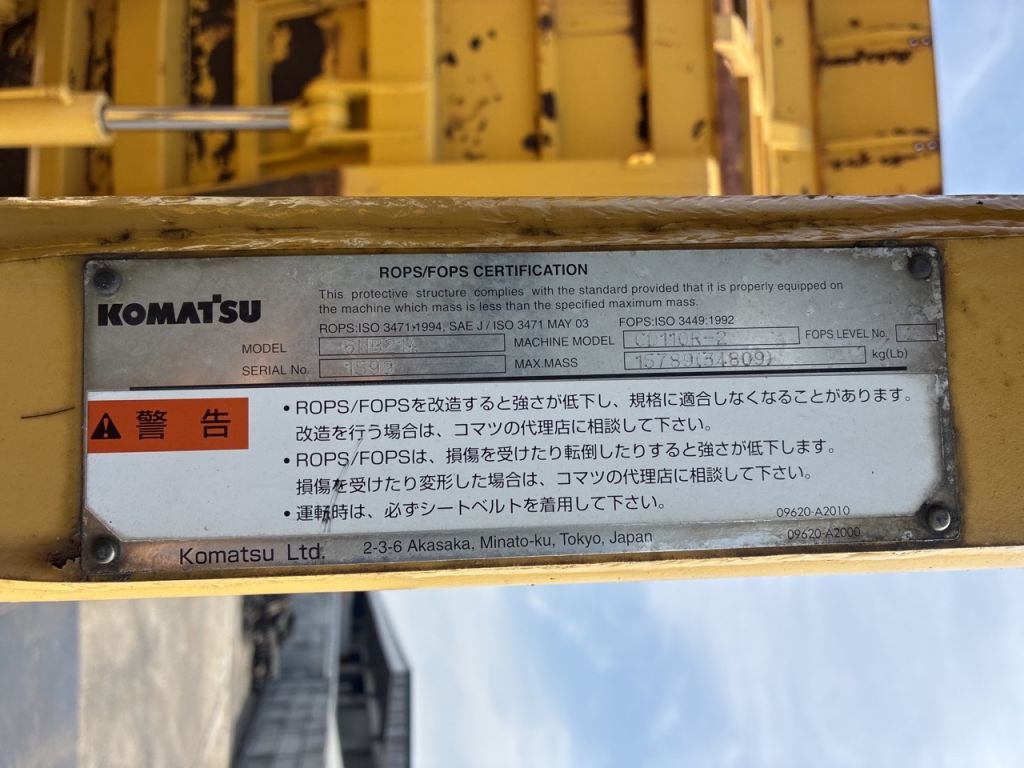 ROPS/FOPS CERTIFICATION
KOMATSU
This protective structure complies with the standard provided that it is properly equipped on
the machine which mass is less than the specified maximum mass.
ROPS:ISO 3471:1994, SAE J / ISO 3471 MAY 03 FOPS:ISO 3449:1992
MODEL MACHINE MODEL CD110R-2 FOPS LEVEL No.
SERIAL No. MAX.MASS 15789(34809) kg(Lb)
警告
•ROPS/FOPSを改造すると強さが低下し、規格に適合しなくなることがあります。
改造を行う場合は、コマツの代理店に相談して下さい。
•ROPS/FOPSは、損傷を受けたり転倒したりすると強さが低下します。
損傷を受けたり変形した場合は、コマツの代理店に相談して下さい。
•運転時は、必ずシートベルトを着用して下さい。
09620-A2010
Komatsu Ltd. 2-3-6 Akasaka, Minato-ku, Tokyo, Japan 09620-A2000